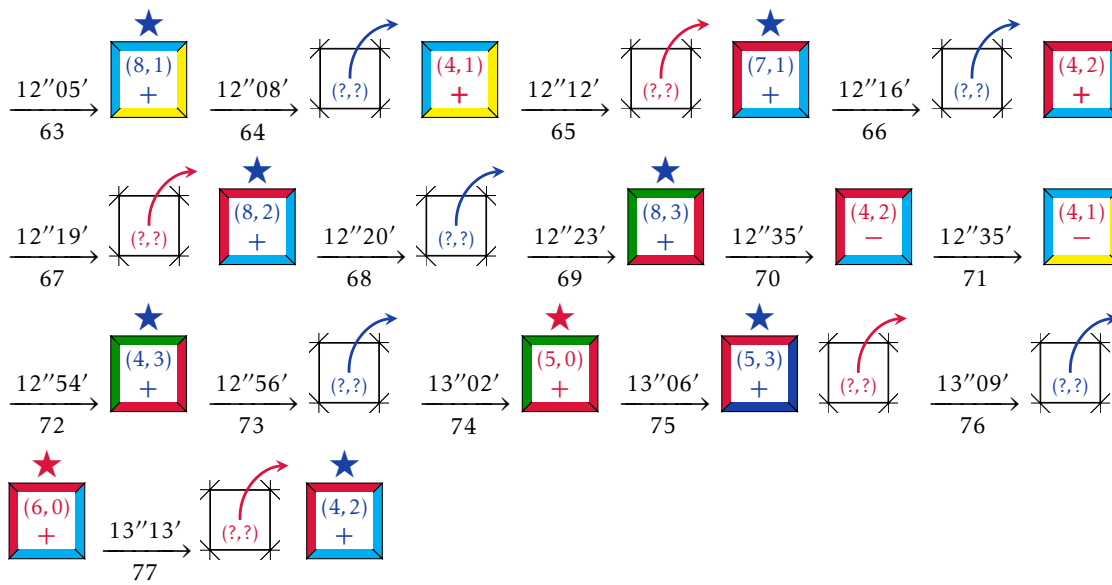 12′′05′ 63 (8,1) + 12′′08′ 64 (?,?) (4,1) + 12′′12′ 65 (?,?) (7,1) + 12′′16′ 66 (?,?) (4,2) +
12′′19′ 67 (?,?) (8,2) + 12′′20′ 68 (?,?) 12′′23′ 69 (8,3) + 12′′35′ 70 (4,2) − 12′′35′ 71 (4,1) −
12′′54′ 72 (4,3) + 12′′56′ 73 (?,?) 13′′02′ 74 (5,0) + 13′′06′ 75 (5,3) + (?,?) 13′′09′ 76 (?,?)
(6,0) + 13′′13′ 77 (?,?) (4,2) +